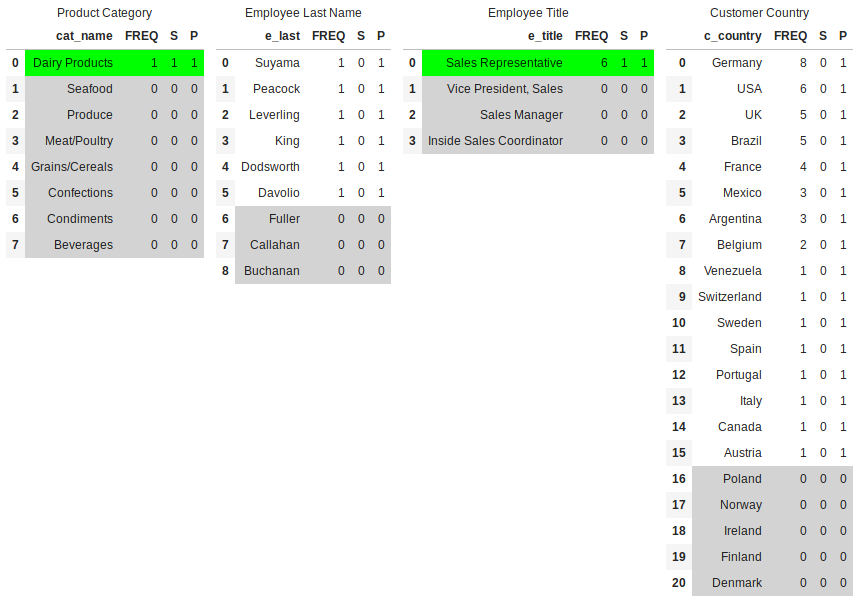 Product Category
cat_name FREQ S P
0 Dairy Products 1 1 1
1 Seafood 0 0 0
2 Produce 0 0 0
3 Meat/Poultry 0 0 0
4 Grains/Cereals 0 0 0
5 Confections 0 0 0
6 Condiments 0 0 0
7 Beverages 0 0 0
Employee Last Name
e_last FREQ S P
0 Suyama 1 0 1
1 Peacock 1 0 1
2 Leverling 1 0 1
3 King 1 0 1
4 Dodsworth 1 0 1
5 Davolio 1 0 1
6 Fuller 0 0 0
7 Callahan 0 0 0
8 Buchanan 0 0 0
Employee Title
e_title FREQ S P
0 Sales Representative 6 1 1
1 Vice President, Sales 0 0 0
2 Sales Manager 0 0 0
3 Inside Sales Coordinator 0 0 0
Customer Country
c_country FREQ S P
0 Germany 8 0 1
1 USA 6 0 1
2 UK 5 0 1
3 Brazil 5 0 1
4 France 4 0 1
5 Mexico 3 0 1
6 Argentina 3 0 1
7 Belgium 2 0 1
8 Venezuela 1 0 1
9 Switzerland 1 0 1
10 Sweden 1 0 1
11 Spain 1 0 1
12 Portugal 1 0 1
13 Italy 1 0 1
14 Canada 1 0 1
15 Austria 1 0 1
16 Poland 0 0 0
17 Norway 0 0 0
18 Ireland 0 0 0
19 Finland 0 0 0
20 Denmark 0 0 0